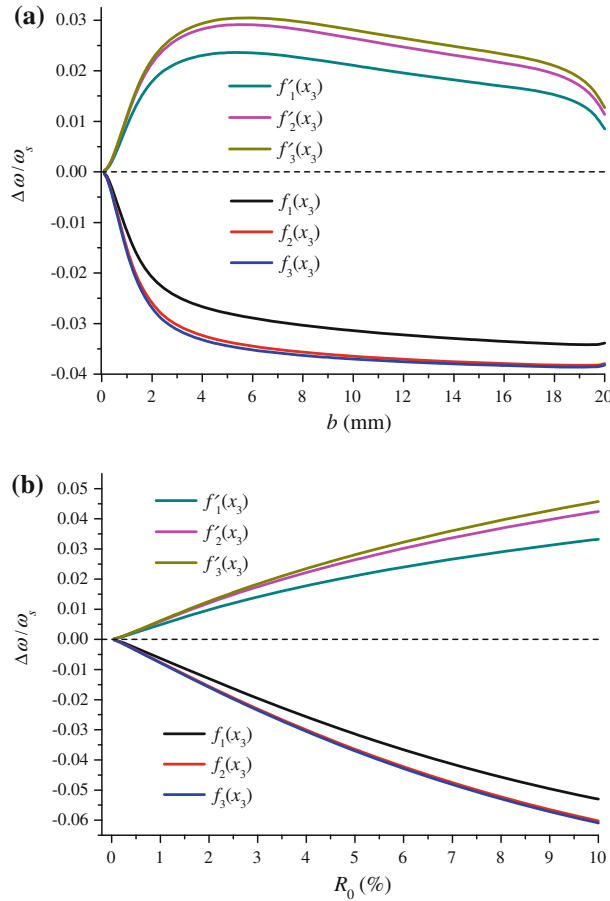 (a)
0.03
0.02
0.01
0.00
-0.01
-0.02
-0.03
-0.04
Δω/ω_s
f′₁(x₃)
f′₂(x₃)
f′₃(x₃)
f₁(x₃)
f₂(x₃)
f₃(x₃)
0 2 4 6 8 10 12 14 16 18 20
b (mm)
(b)
0.05
0.04
0.03
0.02
0.01
0.00
-0.01
-0.02
-0.03
-0.04
-0.05
-0.06
Δω/ω_s
f′₁(x₃)
f′₂(x₃)
f′₃(x₃)
f₁(x₃)
f₂(x₃)
f₃(x₃)
0 1 2 3 4 5 6 7 8 9 10
R₀ (%)